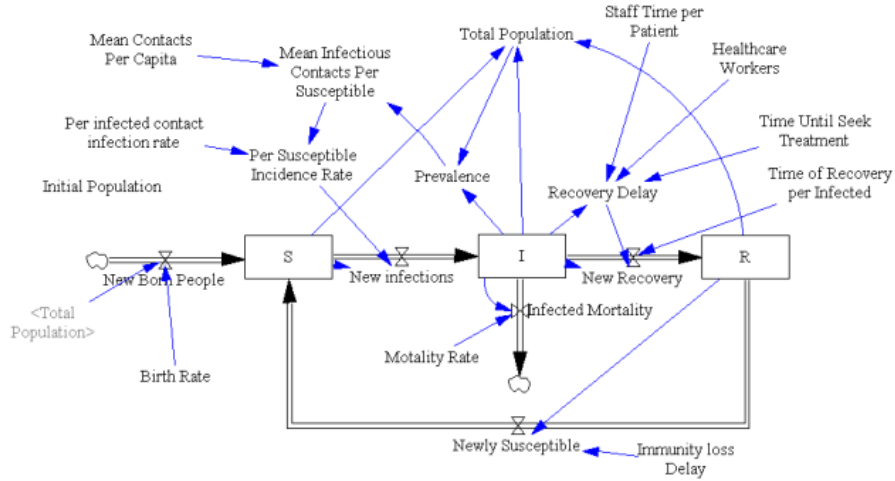 Mean Contacts
Per Capita
Mean Infectious
Contacts Per
Susceptible
Total Population
Staff Time per
Patient
Healthcare
Workers
Per infected contact
infection rate
Per Susceptible
Incidence Rate
Prevalence
Time Until Seek
Treatment
Recovery Delay
Time of Recovery
per Infected
Initial Population
S
I
R
New Born People
New infections
New Recovery
<Total
Population>
Infected Mortality
Motality Rate
Birth Rate
Newly Susceptible
Immunity loss
Delay